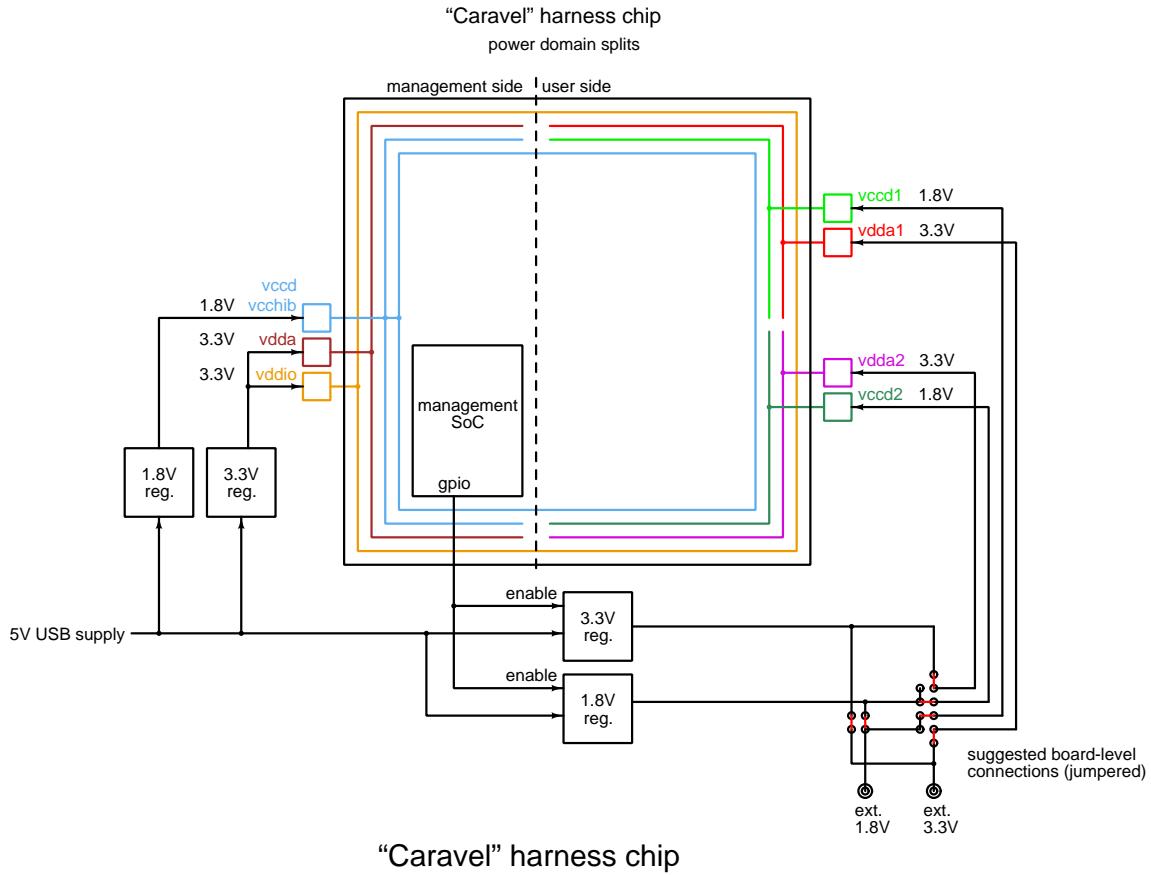 “Caravel” harness chip
power domain splits
management side
user side
vccd1 1.8V
vdda1 3.3V
vccd
1.8V vcchib
3.3V vdda
3.3V vddio
vdda2 3.3V
vccd2 1.8V
management
SoC
gpio
1.8V
reg.
3.3V
reg.
5V USB supply
enable
3.3V
reg.
enable
1.8V
reg.
suggested board-level
connections (jumpered)
ext.
1.8V
ext.
3.3V
“Caravel” harness chip